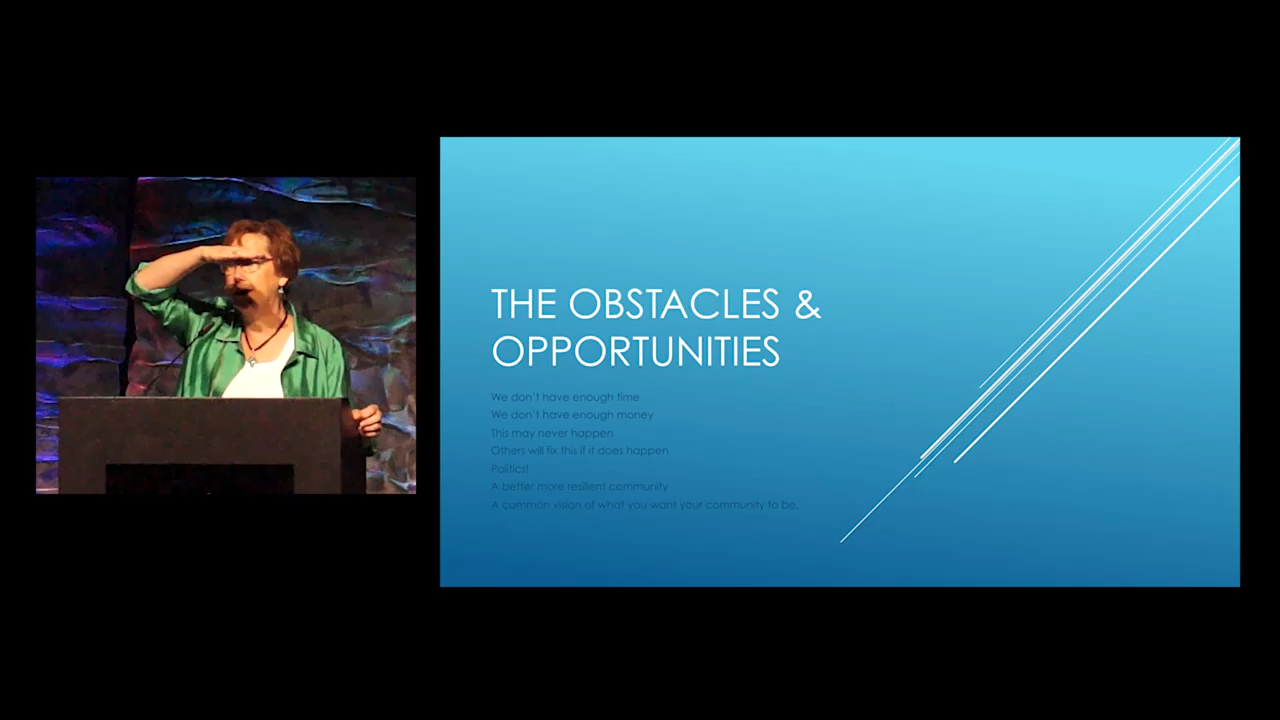 THE OBSTACLES &
OPPORTUNITIES
We don't have enough time
We don't have enough money
This may never happen
Others will fix this if it does happen
Politics!
A better more resilient community
A common vision of what you want your community to be.